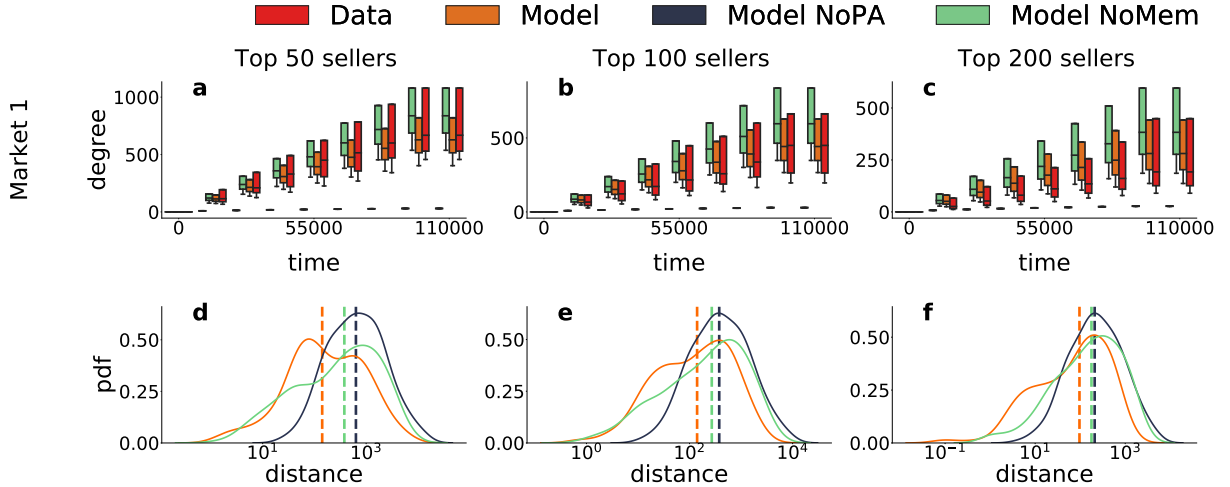 Data Model Model NoPA Model NoMem
Top 50 sellers Top 100 sellers Top 200 sellers
Market 1
degree
a
1000
500
0
0 55000 110000
time
b
500
0
0 55000 110000
time
c
500
250
0
0 55000 110000
time
pdf
d
0.50
0.25
0.00
10^1 10^3
distance
e
0.50
0.25
0.00
10^0 10^2 10^4
distance
f
0.50
0.25
0.00
10^−1 10^1 10^3
distance